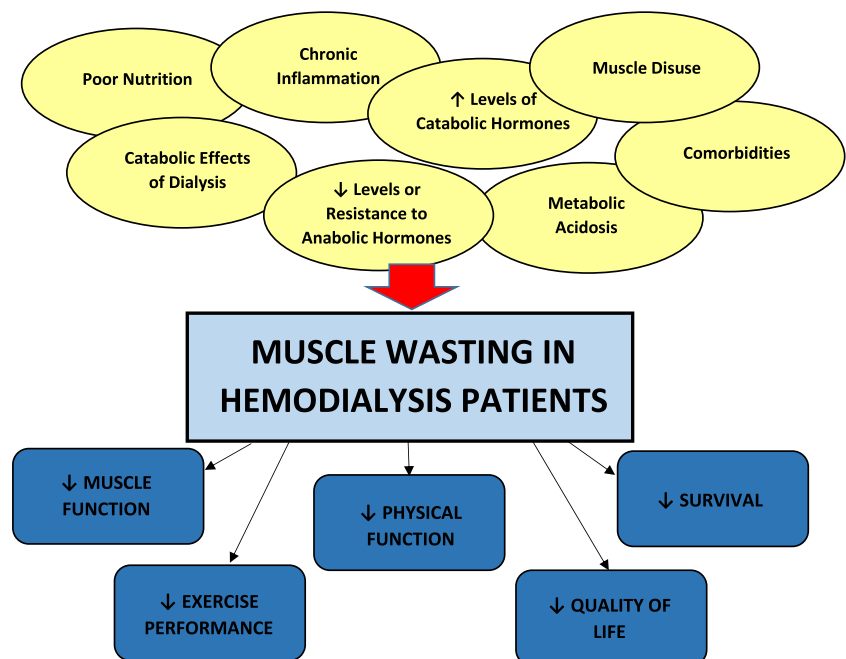 Poor Nutrition
Chronic
Inflammation
↑ Levels of
Catabolic Hormones
Muscle Disuse
Catabolic Effects
of Dialysis
↓ Levels or
Resistance to
Anabolic Hormones
Metabolic
Acidosis
Comorbidities
MUSCLE WASTING IN
HEMODIALYSIS PATIENTS
↓ MUSCLE
FUNCTION
↓ EXERCISE
PERFORMANCE
↓ PHYSICAL
FUNCTION
↓ QUALITY OF
LIFE
↓ SURVIVAL